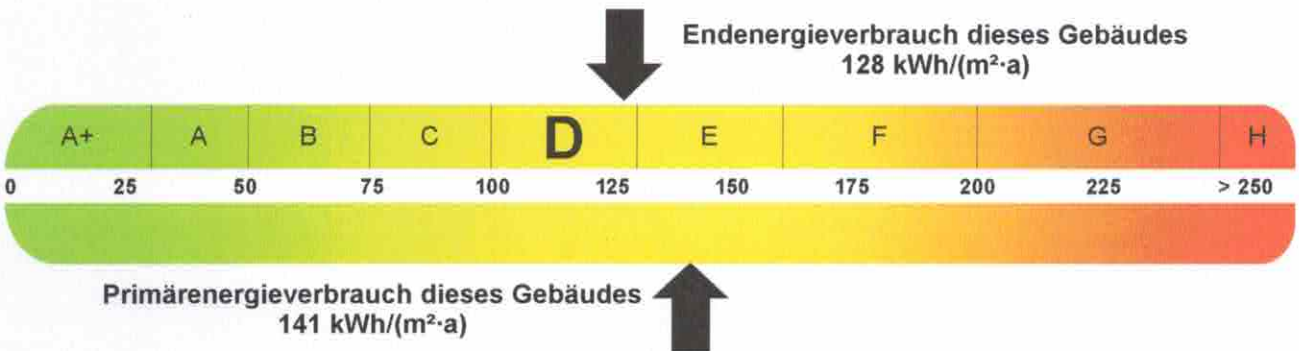 Endenergieverbrauch dieses Gebäudes
128 kWh/(m²·a)
A+ A B C D E F G H
0 25 50 75 100 125 150 175 200 225 > 250
Primärenergieverbrauch dieses Gebäudes
141 kWh/(m²·a)